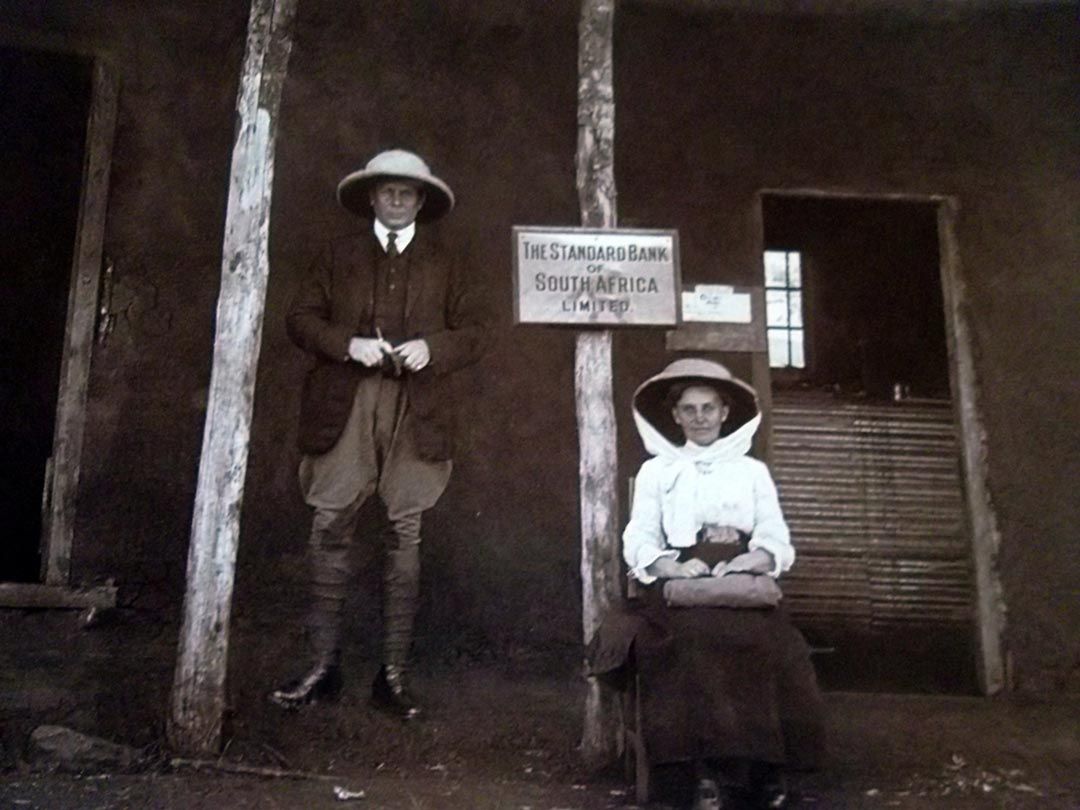 THE STANDARD BANK
OF
SOUTH AFRICA
LIMITED.